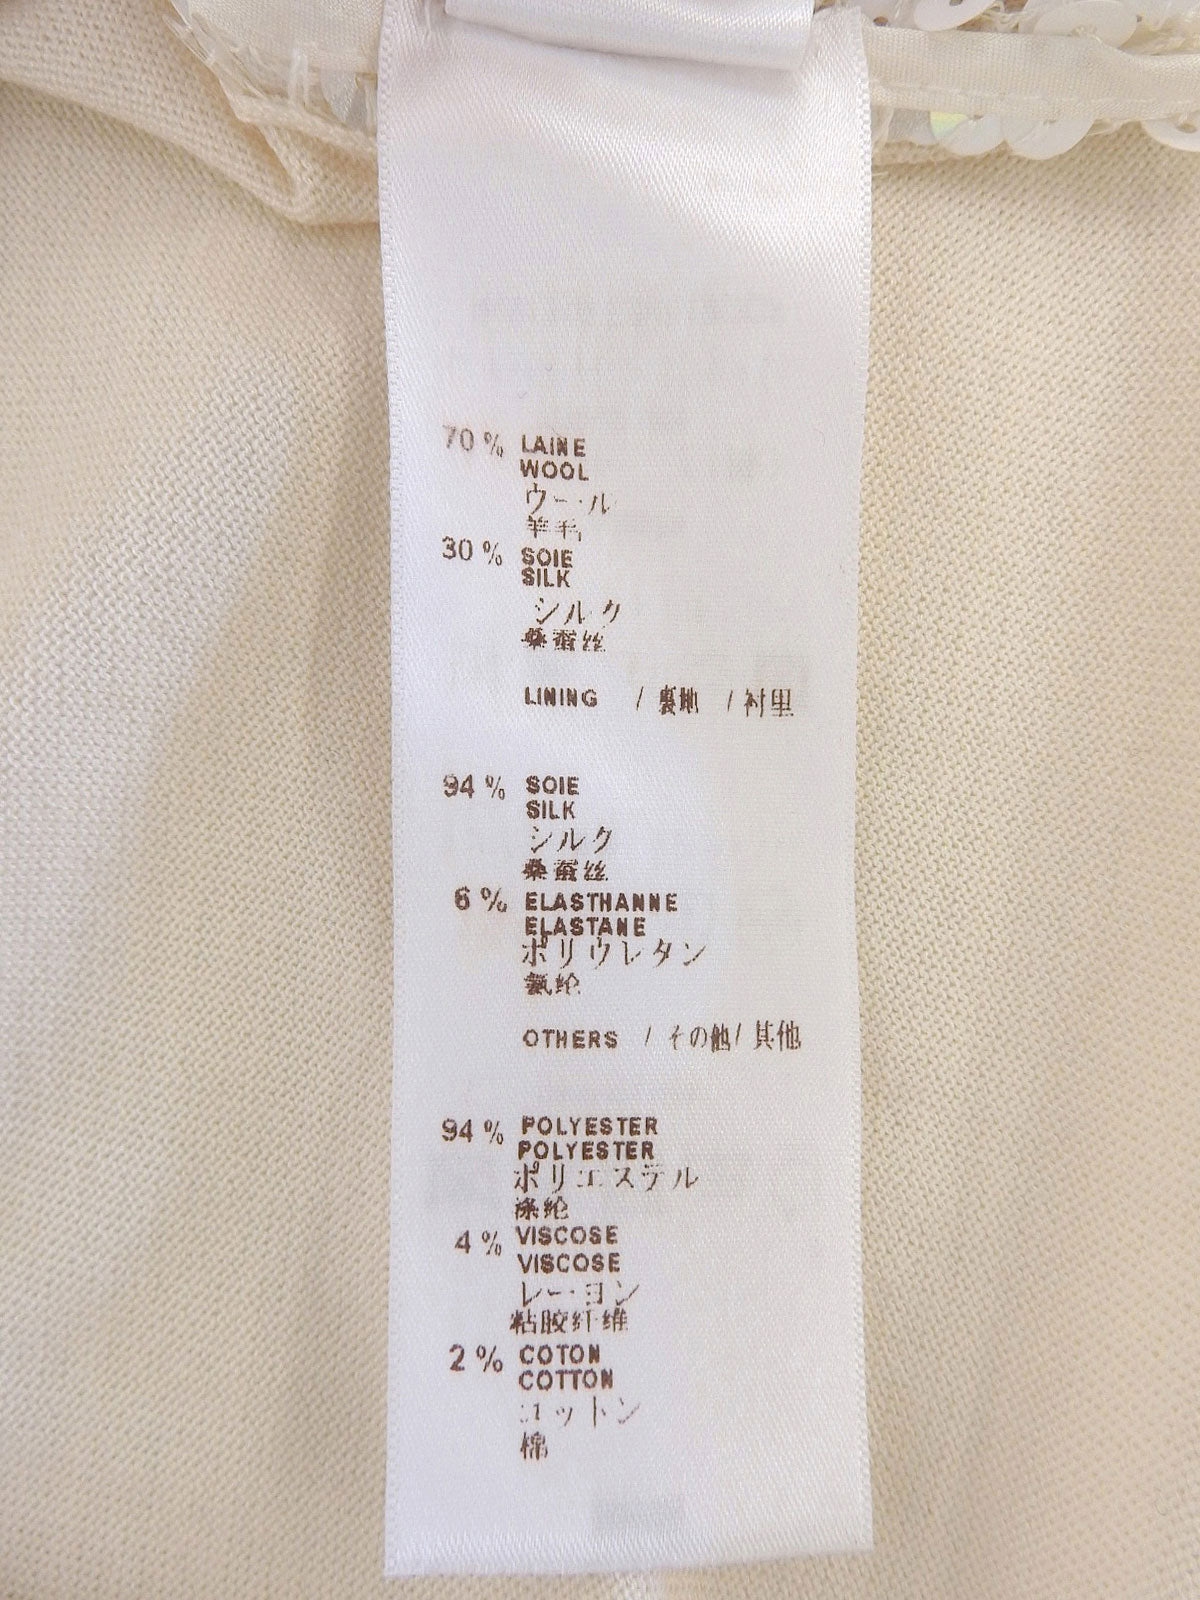 70 % LAINE
WOOL
ウール
羊毛
30 % SOIE
SILK
シルク
桑蚕丝
LINING / 裏地 / 衬里
94 % SOIE
SILK
シルク
桑蚕丝
6 % ELASTHANNE
ELASTANE
ポリウレタン
氨纶
OTHERS / その他 / 其他
94 % POLYESTER
POLYESTER
ポリエステル
涤纶
4 % VISCOSE
VISCOSE
レーヨン
粘胶纤维
2 % COTON
COTTON
コットン
棉